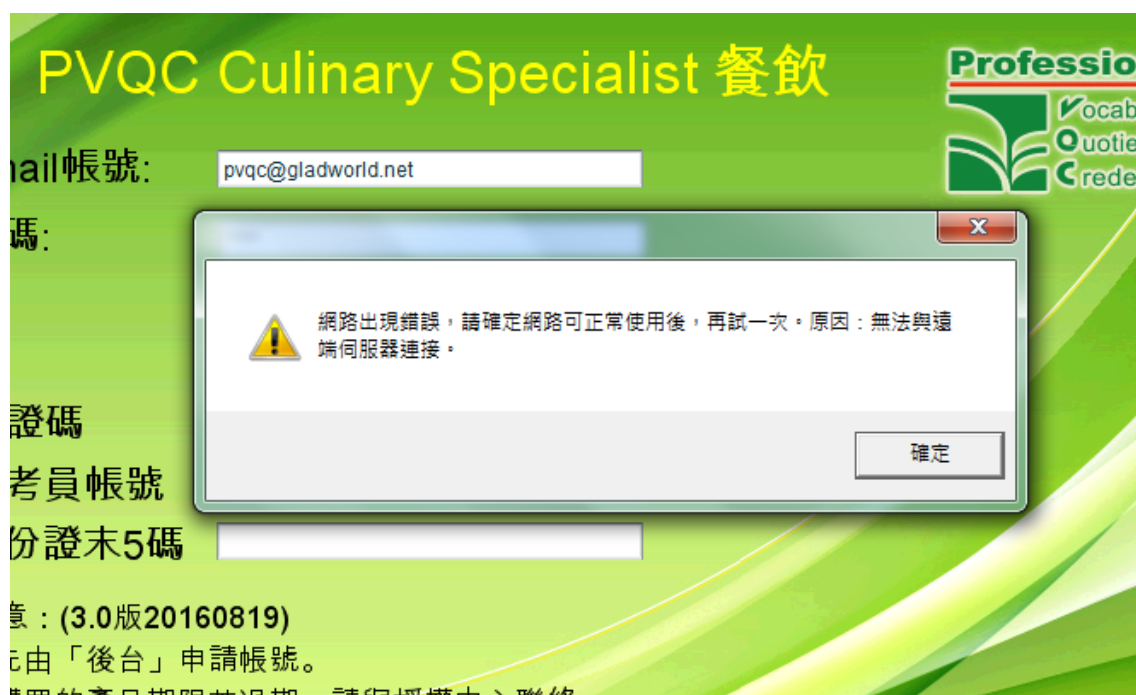 PVQC Culinary Specialist 餐飲
Professio
Vocab
Quotie
Crede
ail帳號:
pvqc@gladworld.net
碼:
x
網路出現錯誤，請確定網路可正常使用後，再試一次。原因：無法與遠
端伺服器連接。
確定
證碼
考員帳號
份證末5碼
意：(3.0版20160819)
由「後台」申請帳號。